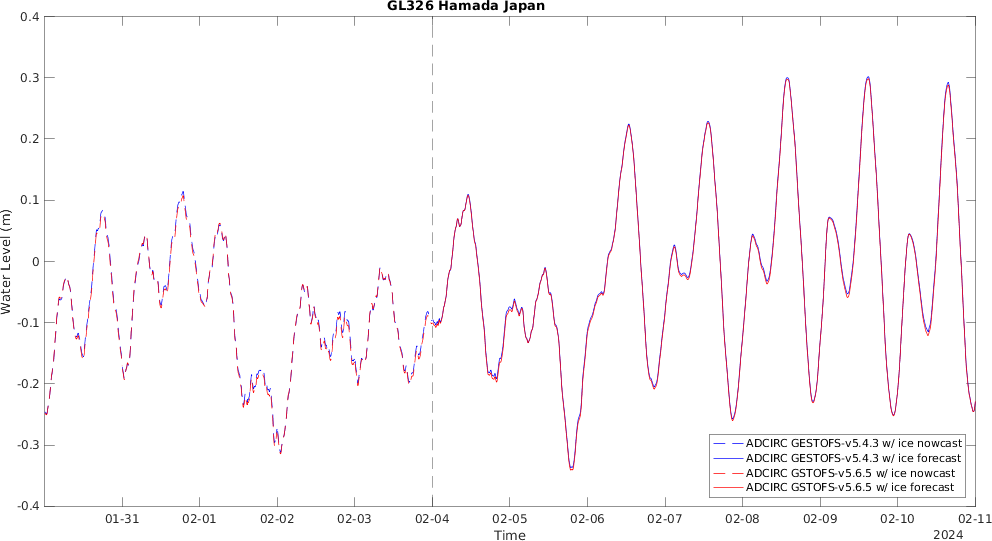 GL326 Hamada Japan
0.4
0.3
0.2
0.1
0
-0.1
-0.2
-0.3
-0.4
Water Level (m)
ADCIRC GESTOFS-v5.4.3 w/ ice nowcast
ADCIRC GESTOFS-v5.4.3 w/ ice forecast
ADCIRC GSTOFS-v5.6.5 w/ ice nowcast
ADCIRC GSTOFS-v5.6.5 w/ ice forecast
01-31 02-01 02-02 02-03 02-04 02-05 02-06 02-07 02-08 02-09 02-10 02-11
Time
2024